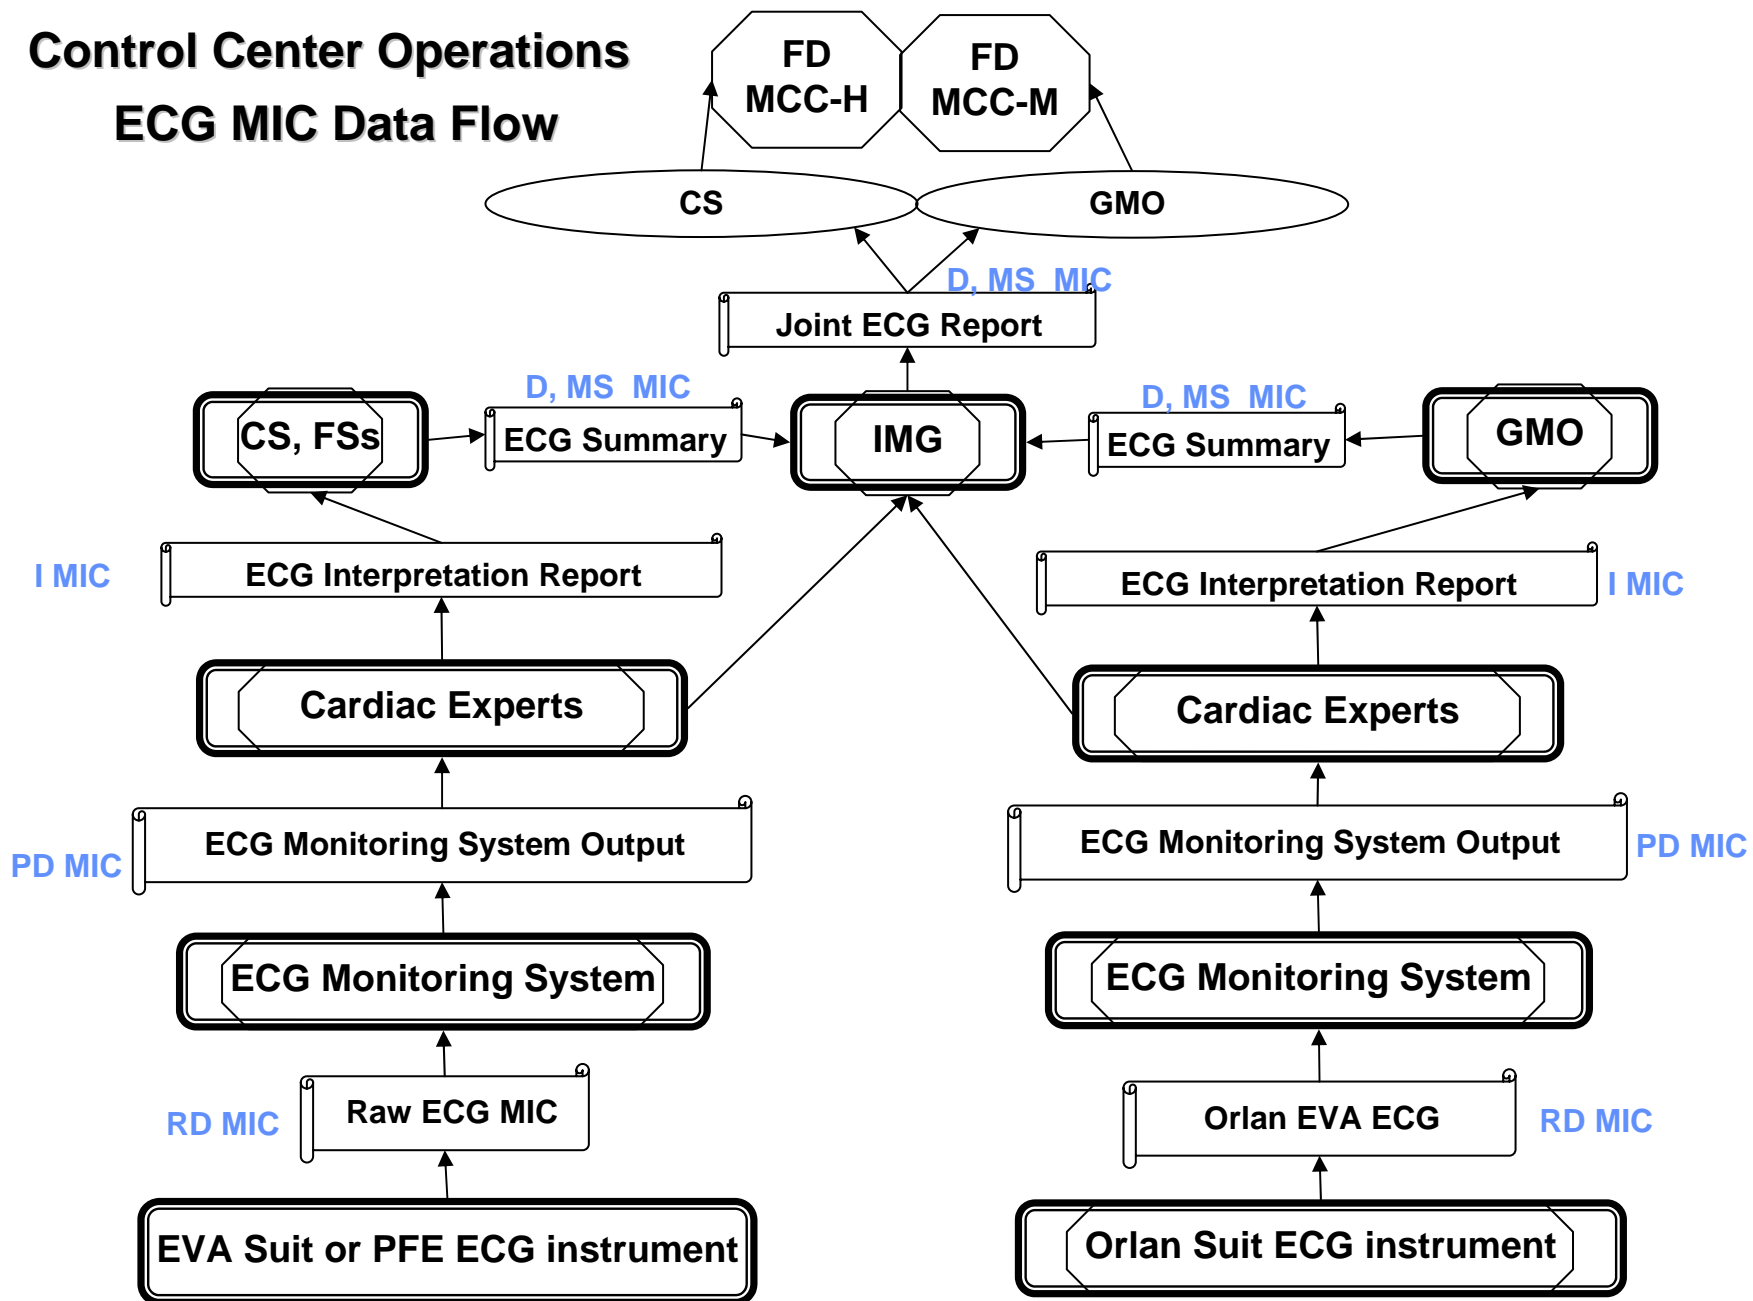 Control Center Operations
ECG MIC Data Flow
FD
MCC-H
FD
MCC-M
CS
GMO
D, MS MIC
Joint ECG Report
CS, FSs
D, MS MIC
ECG Summary
IMG
D, MS MIC
ECG Summary
GMO
I MIC
ECG Interpretation Report
ECG Interpretation Report
I MIC
Cardiac Experts
Cardiac Experts
PD MIC
ECG Monitoring System Output
ECG Monitoring System Output
PD MIC
ECG Monitoring System
ECG Monitoring System
RD MIC
Raw ECG MIC
Orlan EVA ECG
RD MIC
EVA Suit or PFE ECG instrument
Orlan Suit ECG instrument